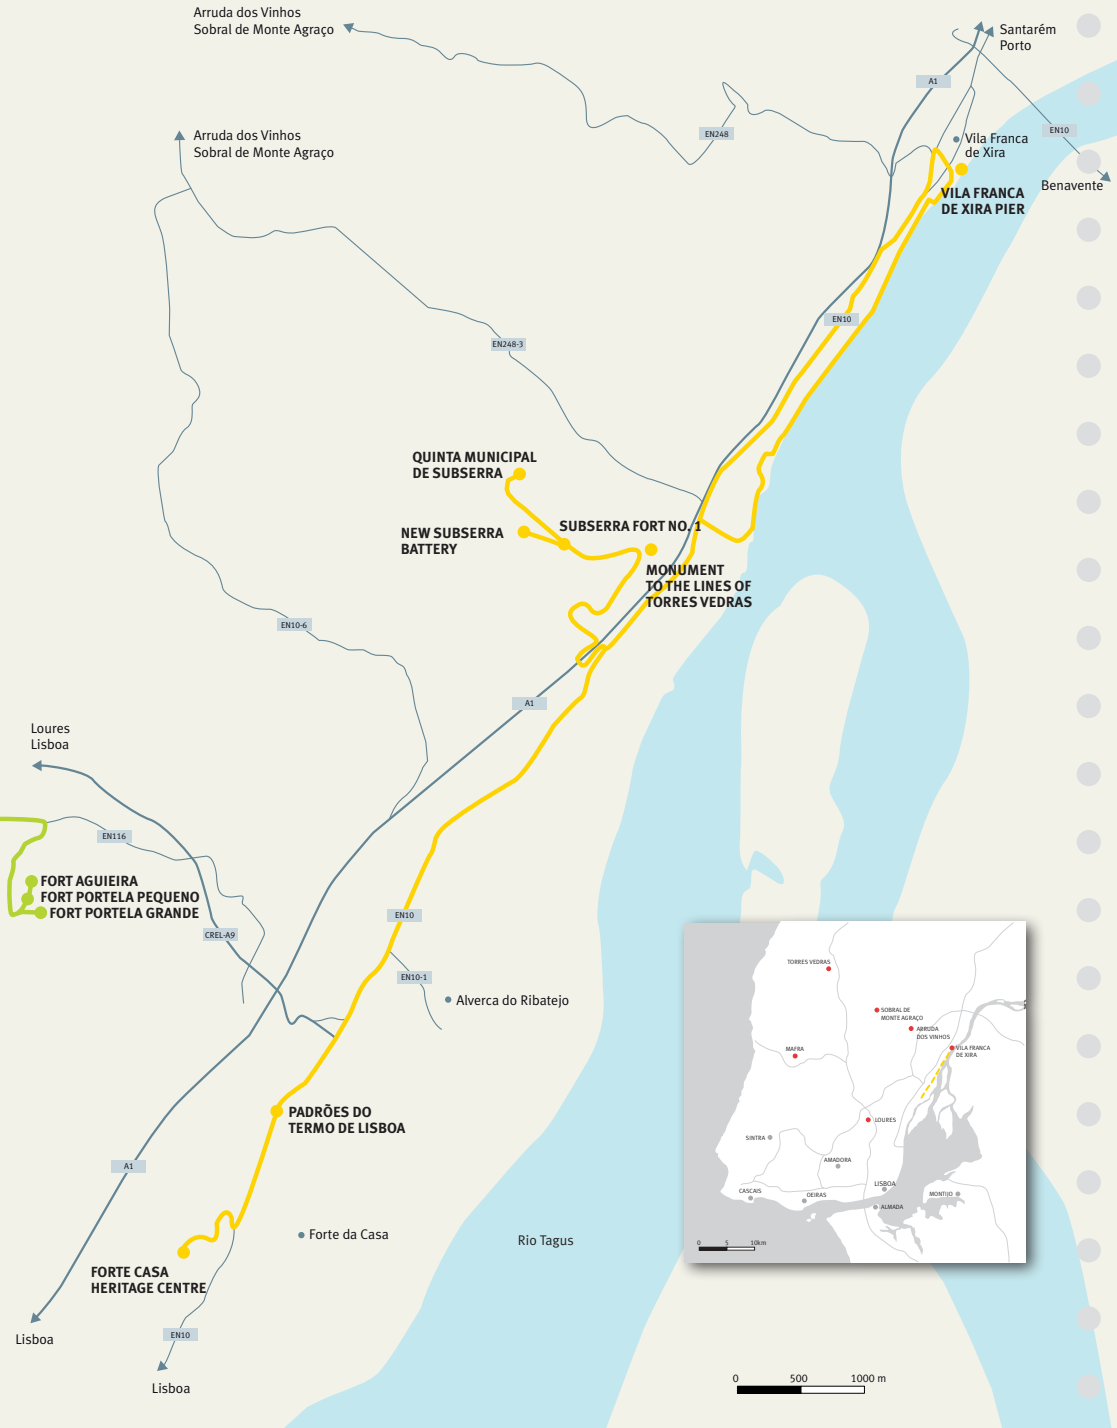 Arruda dos Vinhos
Sobral de Monte Agraço
Santarém
Porto
A1
EN248
EN10
Arruda dos Vinhos
Sobral de Monte Agraço
Vila Franca
de Xira
Benavente
VILA FRANCA
DE XIRA PIER
EN10
EN248-3
QUINTA MUNICIPAL
DE SUBSERRA
SUBSERRA FORT NO. 1
NEW SUBSERRA
BATTERY
MONUMENT
TO THE LINES OF
TORRES VEDRAS
EN10-6
A1
Loures
Lisboa
EN116
FORT AGUIEIRA
FORT PORTELA PEQUENO
FORT PORTELA GRANDE
EN10
CREL-A9
EN10-1
Alverca do Ribatejo
PADRÕES DO
TERMO DE LISBOA
A1
Forte da Casa
Rio Tagus
FORTE CASA
HERITAGE CENTRE
EN10
Lisboa
Lisboa
TORRES VEDRAS
SOBRAL DE
MONTE AGRAÇO
ARRUDA
DOS VINHOS
MAFRA
VILA FRANCA
DE XIRA
LOURES
SINTRA
AMADORA
CASCAIS
OEIRAS
LISBOA
MONTIJO
ALMADA
0 5 10km
0 500 1000 m